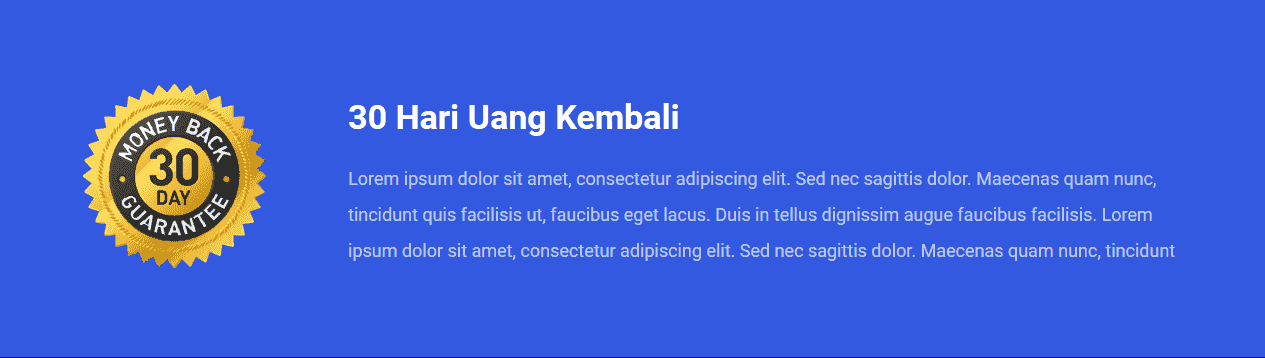 MONEY BACK
30
DAY
GUARANTEE
30 Hari Uang Kembali
Lorem ipsum dolor sit amet, consectetur adipiscing elit. Sed nec sagittis dolor. Maecenas quam nunc,
tincidunt quis facilisis ut, faucibus eget lacus. Duis in tellus dignissim augue faucibus facilisis. Lorem
ipsum dolor sit amet, consectetur adipiscing elit. Sed nec sagittis dolor. Maecenas quam nunc, tincidunt